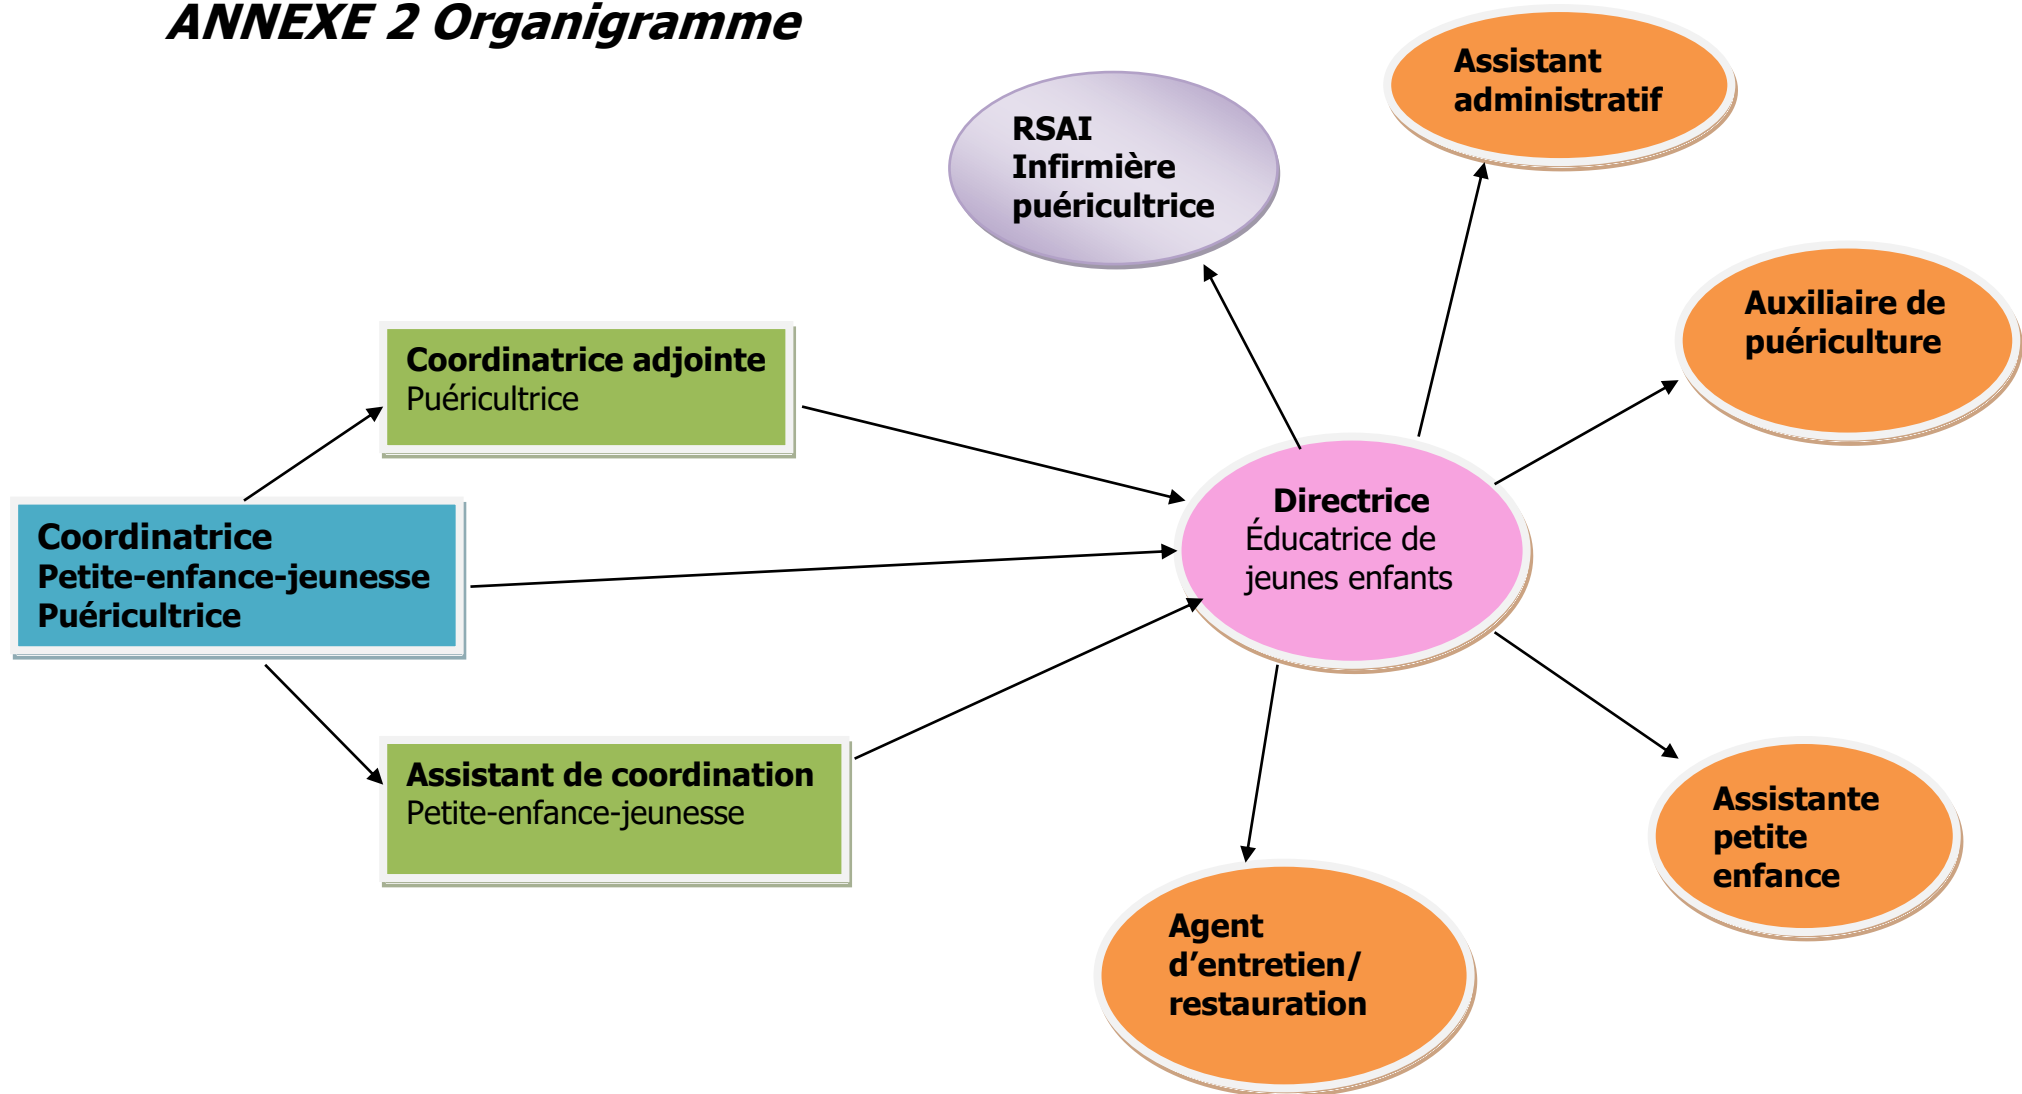 ANNEXE 2 Organigramme
Assistant
administratif
RSAI
Infirmière
puéricultrice
Auxiliaire de
puériculture
Coordinatrice adjointe
Puéricultrice
Directrice
Éducatrice de
jeunes enfants
Coordinatrice
Petite-enfance-jeunesse
Puéricultrice
Assistant de coordination
Petite-enfance-jeunesse
Assistante
petite
enfance
Agent
d’entretien/
restauration